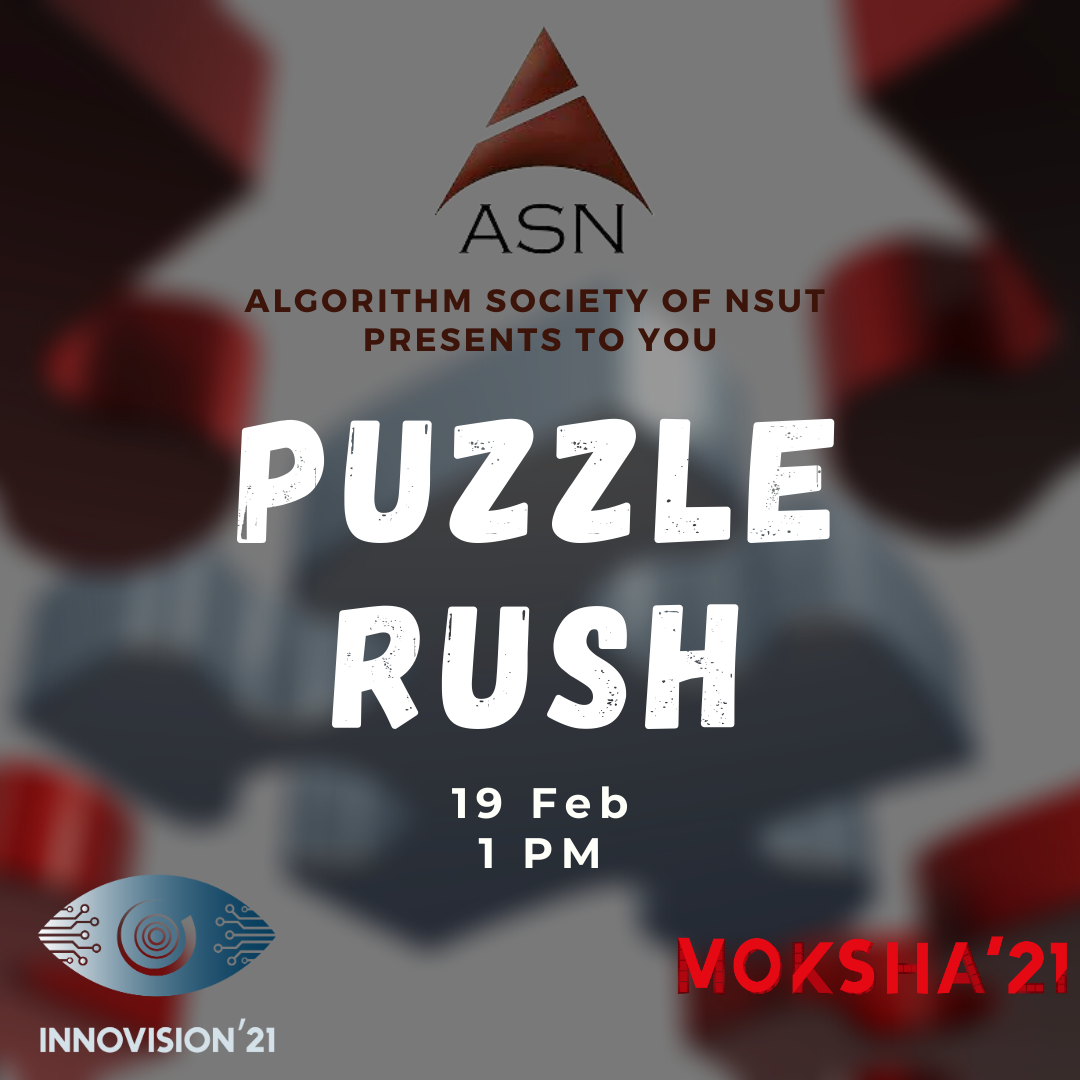 ASN
ALGORITHM SOCIETY OF NSUT
PRESENTS TO YOU
PUZZLE
RUSH
19 Feb
1 PM
INNOVISION'21
MOKSHA'21